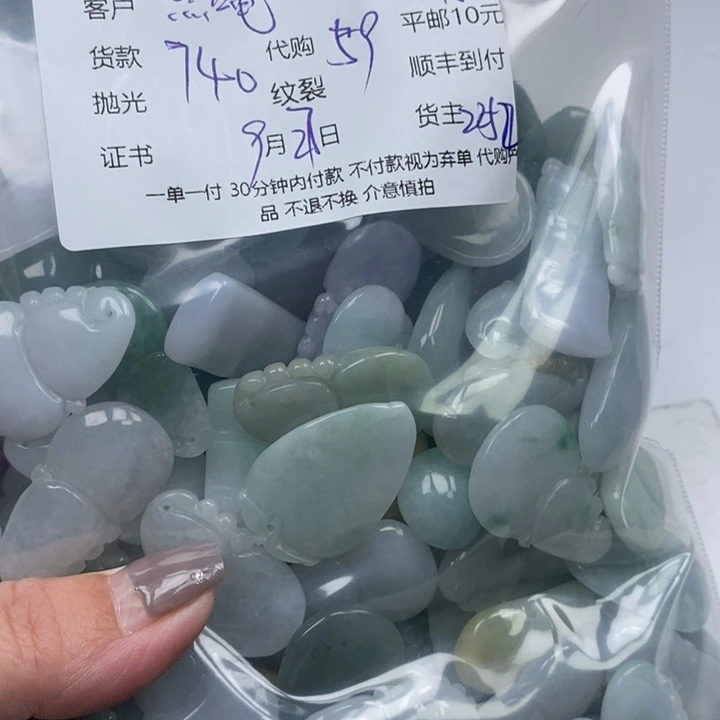 客户
平邮10元
货款 740 代购 59 顺丰到付
抛光 纹裂 货主
证书 9月21日
一单一付 30分钟内付款 不付款视为弃单 代购产
品 不退不换 介意慎拍